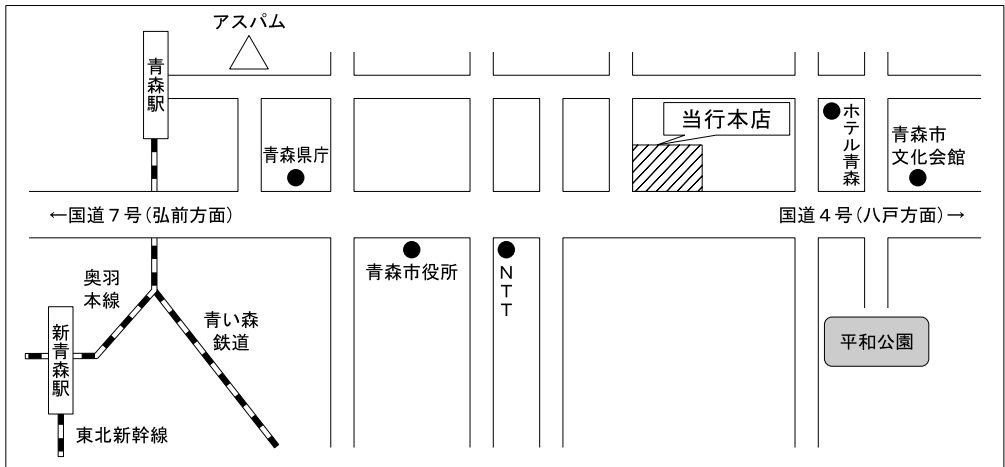 アスパム
青森駅
当行本店
ホテル青森
青森市
文化会館
青森県庁
←国道7号(弘前方面)
国道4号(八戸方面)→
青森市役所
NTT
奥羽
本線
青い森
鉄道
新青森駅
平和公園
東北新幹線